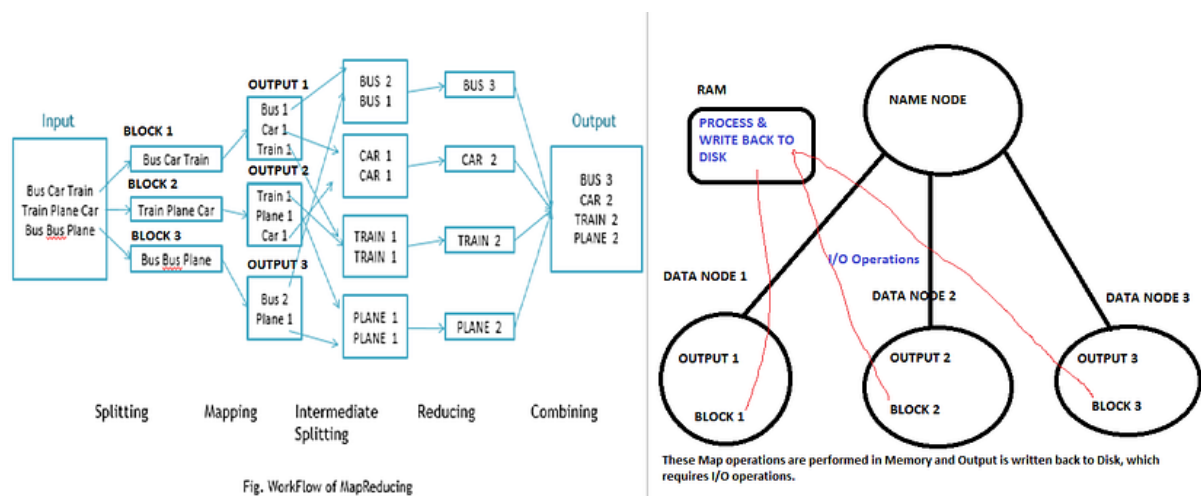 Input
Bus Car Train
Train Plane Car
Bus Bus Plane
BLOCK 1
Bus Car Train
BLOCK 2
Train Plane Car
BLOCK 3
Bus Bus Plane
OUTPUT 1
Bus 1
Car 1
Train 1
OUTPUT 2
Train 1
Plane 1
Car 1
OUTPUT 3
Bus 2
Plane 1
BUS 2
BUS 1
CAR 1
CAR 1
TRAIN 1
TRAIN 1
PLANE 1
PLANE 1
BUS 3
CAR 2
TRAIN 2
PLANE 2
Output
BUS 3
CAR 2
TRAIN 2
PLANE 2
Splitting
Mapping
Intermediate
Splitting
Reducing
Combining
Fig. WorkFlow of MapReducing
RAM
PROCESS &
WRITE BACK TO
DISK
NAME NODE
I/O Operations
DATA NODE 1
DATA NODE 2
DATA NODE 3
OUTPUT 1
BLOCK 1
OUTPUT 2
BLOCK 2
OUTPUT 3
BLOCK 3
These Map operations are performed in Memory and Output is written back to Disk, which
requires I/O operations.